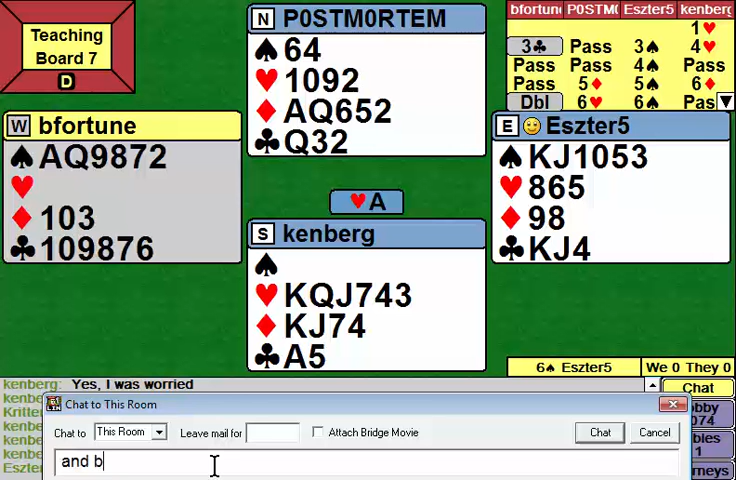 Teaching
Board 7
D
N P0STM0RTEM
♠ 64
♥ 1092
♦ AQ652
♣ Q32
bfortune P0STM0 Eszter5 kenberg
1♥
3♣ Pass 3♠ 4♥
Pass Pass 4♠ Pass
Pass 5♦ 5♠ 6♦
Dbl 6♥ 6♠ Pas
W bfortune
♠ AQ9872
♥
♦ 103
♣ 109876
E Eszter5
♠ KJ1053
♥ 865
♦ 98
♣ KJ4
♥A
S kenberg
♠
♥ KQJ743
♦ KJ74
♣ A5
6♠ Eszter5 We 0 They 0
kenberg: Yes, I was worried
Chat
Chat to This Room
Chat to This Room Leave mail for Attach Bridge Movie Chat Cancel
and b